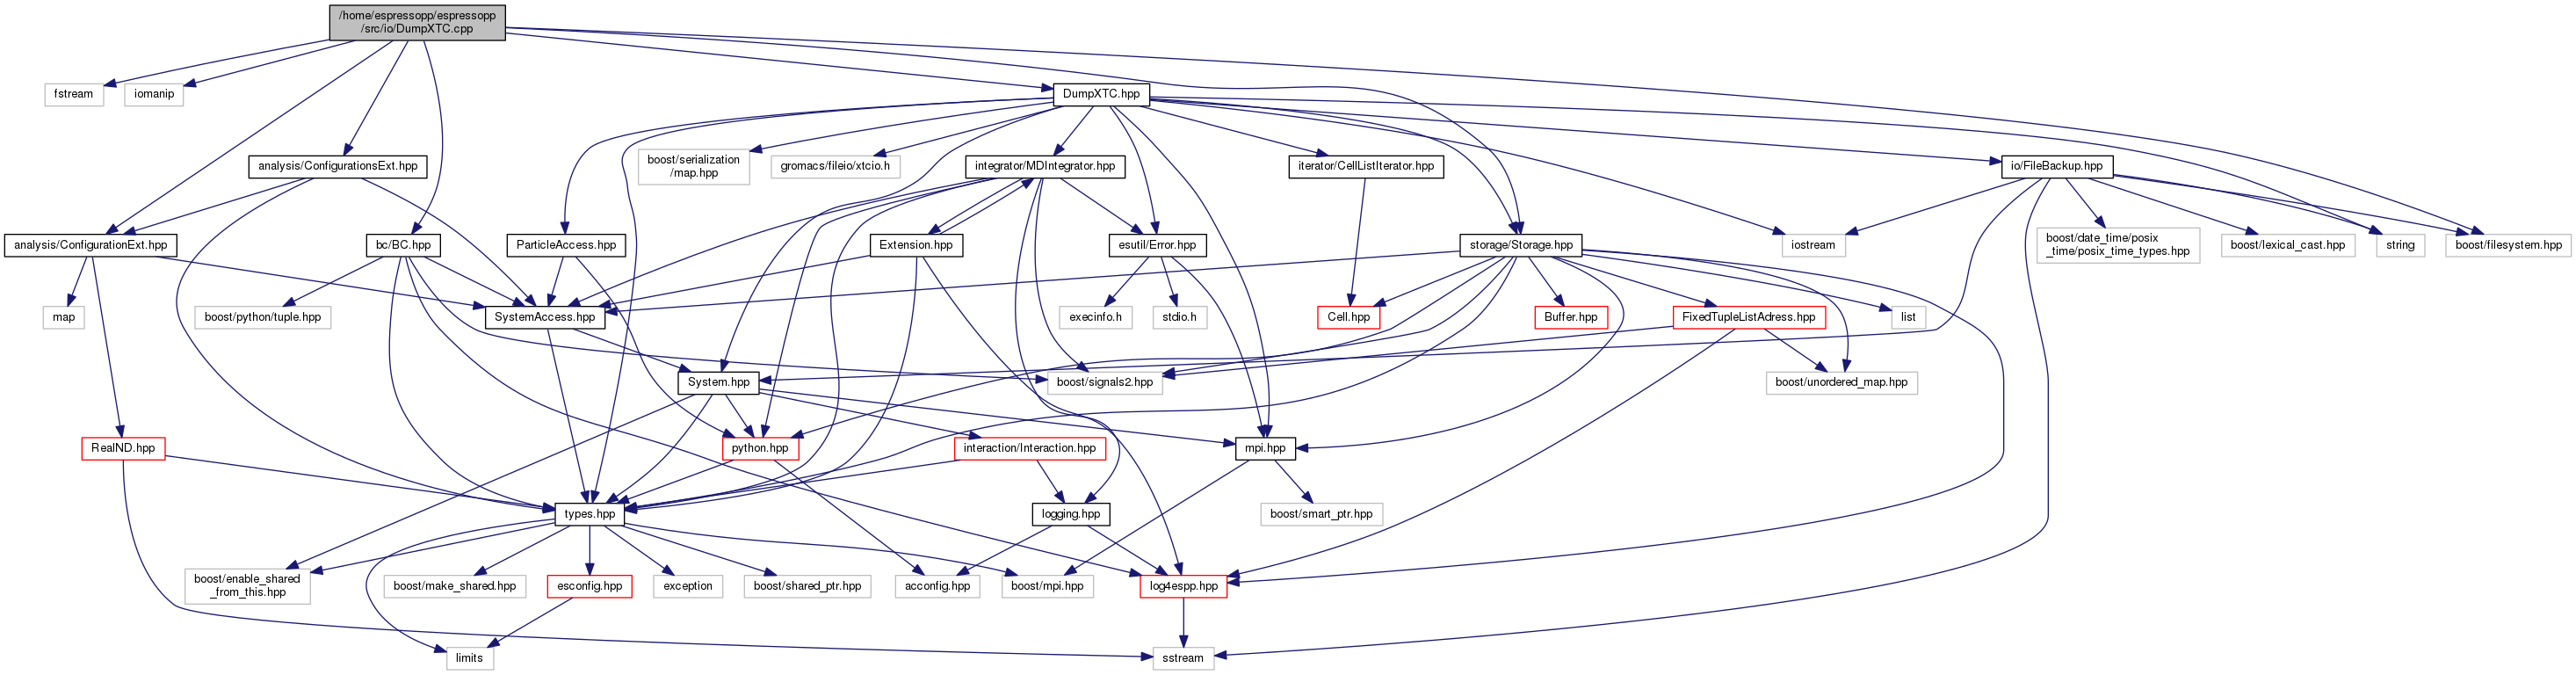 /home/espressopp/espressopp
/src/io/DumpXTC.cpp
fstream
iomanip
DumpXTC.hpp
analysis/ConfigurationsExt.hpp
boost/serialization
/map.hpp
gromacs/fileio/xtcio.h
integrator/MDIntegrator.hpp
iterator/CellListIterator.hpp
io/FileBackup.hpp
analysis/ConfigurationExt.hpp
bc/BC.hpp
ParticleAccess.hpp
Extension.hpp
esutil/Error.hpp
storage/Storage.hpp
iostream
boost/date_time/posix
_time/posix_time_types.hpp
boost/lexical_cast.hpp
string
boost/filesystem.hpp
map
boost/python/tuple.hpp
SystemAccess.hpp
execinfo.h
stdio.h
Cell.hpp
Buffer.hpp
FixedTupleListAdress.hpp
list
System.hpp
boost/signals2.hpp
boost/unordered_map.hpp
RealND.hpp
python.hpp
interaction/Interaction.hpp
mpi.hpp
types.hpp
logging.hpp
boost/smart_ptr.hpp
boost/enable_shared
_from_this.hpp
boost/make_shared.hpp
esconfig.hpp
exception
boost/shared_ptr.hpp
acconfig.hpp
boost/mpi.hpp
log4espp.hpp
limits
sstream